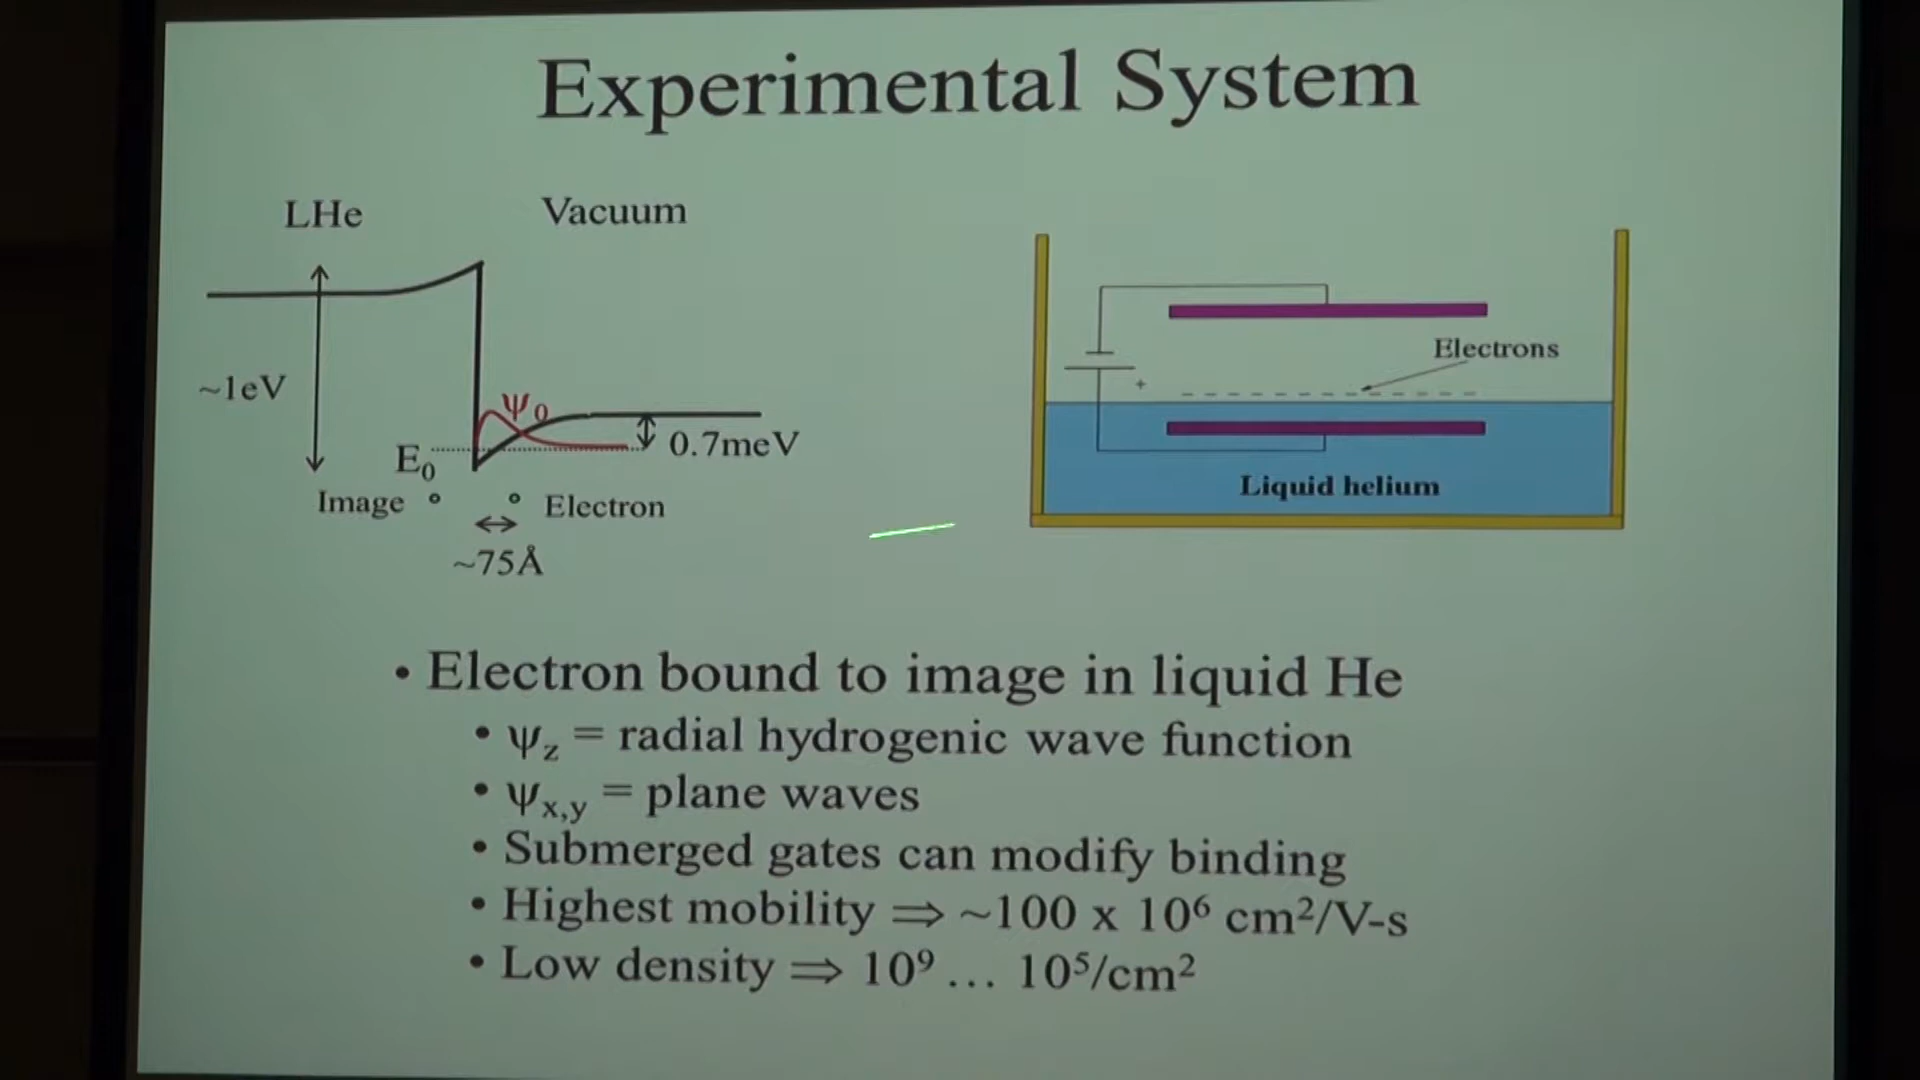 Experimental System
LHe
Vacuum
~1eV
ψ₀
E₀
0.7meV
Image
Electron
~75Å
Electrons
+
Liquid helium
• Electron bound to image in liquid He
• ψz = radial hydrogenic wave function
• ψx,y = plane waves
• Submerged gates can modify binding
• Highest mobility ⇒ ~100 x 10⁶ cm²/V-s
• Low density ⇒ 10⁹ … 10⁵/cm²